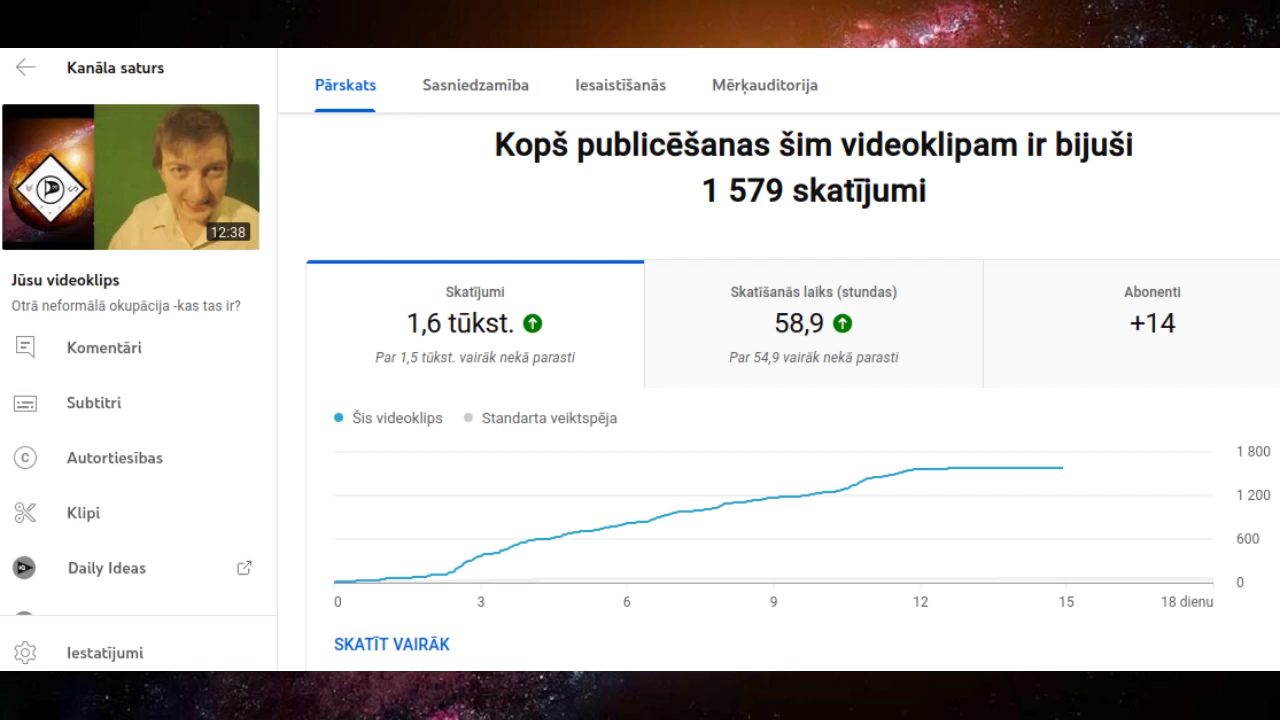 Kanāla saturs
12:38
Jūsu videoklips
Otrā neformālā okupācija -kas tas ir?
Komentāri
Subtitri
Autortiesības
Klipi
Daily Ideas
Iestatījumi
Pārskats Sasniedzamība Iesaistīšanās Mērķauditorija
Kopš publicēšanas šim videoklipam ir bijuši
1 579 skatījumi
Skatījumi
1,6 tūkst.
Par 1,5 tūkst. vairāk nekā parasti
Skatīšanās laiks (stundas)
58,9
Par 54,9 vairāk nekā parasti
Abonenti
+14
Šis videoklips Standarta veiktspēja
1 800
1 200
600
0
0 3 6 9 12 15 18 dienu
SKATĪT VAIRĀK